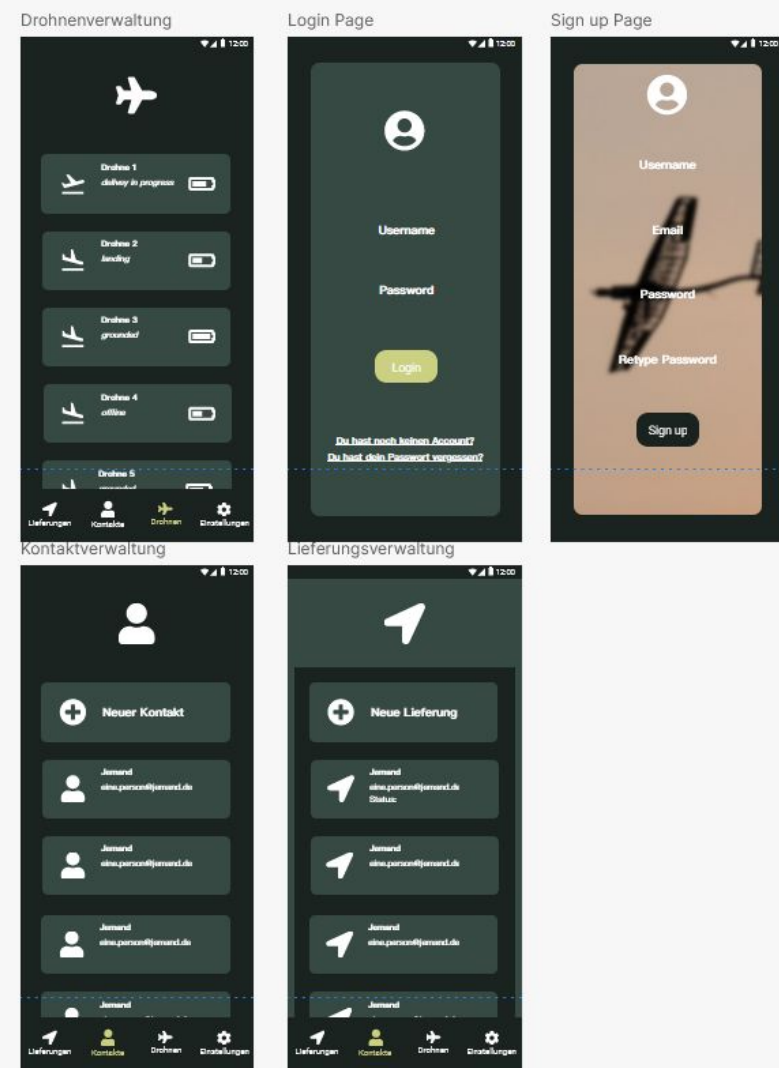 Drohnenverwaltung
12:00
Drohne 1
delivey in progress
Drohne 2
landing
Drohne 3
grounded
Drohne 4
offline
Drohne 5
grounded
Lieferungen
Kontakte
Drohnen
Einstellungen
Login Page
12:00
Username
Password
Login
Du hast noch keinen Account?
Du hast dein Passwort vergessen?
Sign up Page
12:00
Username
Email
Password
Retype Password
Sign up
Kontaktverwaltung
12:00
Neuer Kontakt
Jemand
eine.person@jemand.de
Jemand
eine.person@jemand.de
Jemand
eine.person@jemand.de
Jemand
Lieferungen
Kontakte
Drohnen
Einstellungen
Lieferungsverwaltung
12:00
Neue Lieferung
Jemand
eine.person@jemand.de
Status:
Jemand
eine.person@jemand.de
Jemand
eine.person@jemand.de
Jemand
Lieferungen
Kontakte
Drohnen
Einstellungen